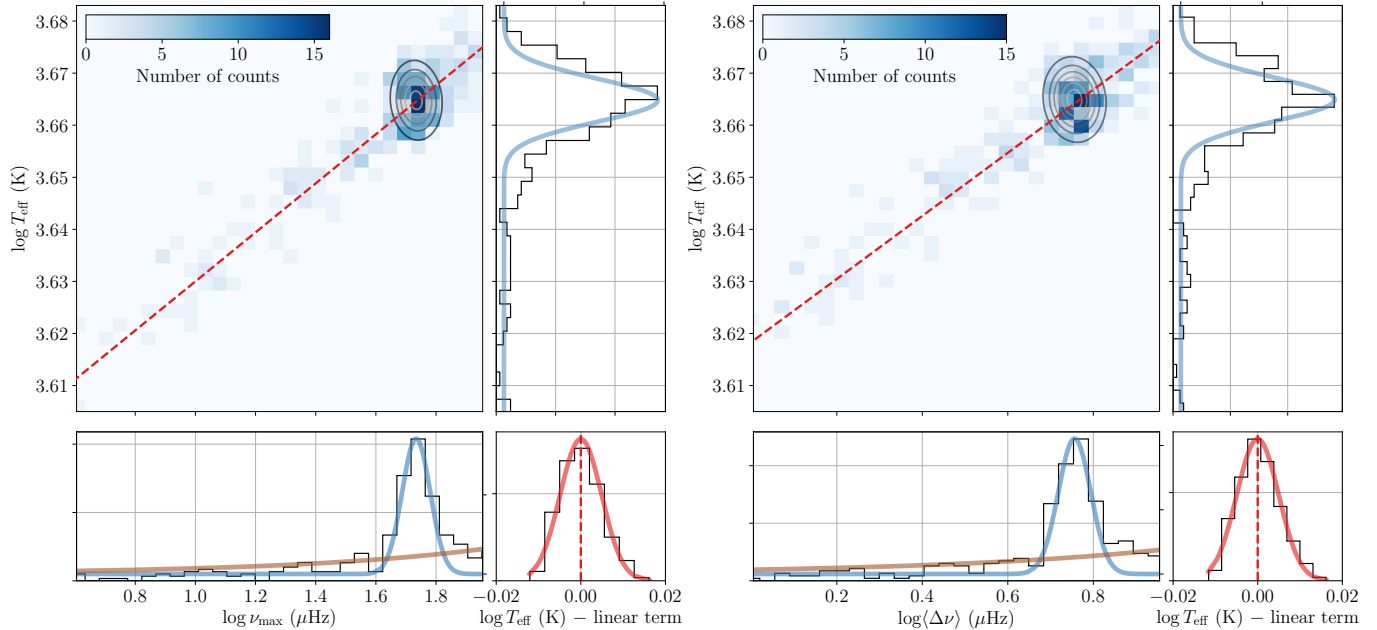 3.68
3.67
3.66
3.65
3.64
3.63
3.62
3.61
log T_eff (K)
0 5 10 15
Number of counts
0.8 1.0 1.2 1.4 1.6 1.8
log ν_max (μHz)
−0.02 0.00 0.02
log T_eff (K) − linear term
3.68
3.67
3.66
3.65
3.64
3.63
3.62
3.61
log T_eff (K)
0 5 10 15
Number of counts
0.2 0.4 0.6 0.8
log⟨Δν⟩ (μHz)
−0.02 0.00 0.02
log T_eff (K) − linear term